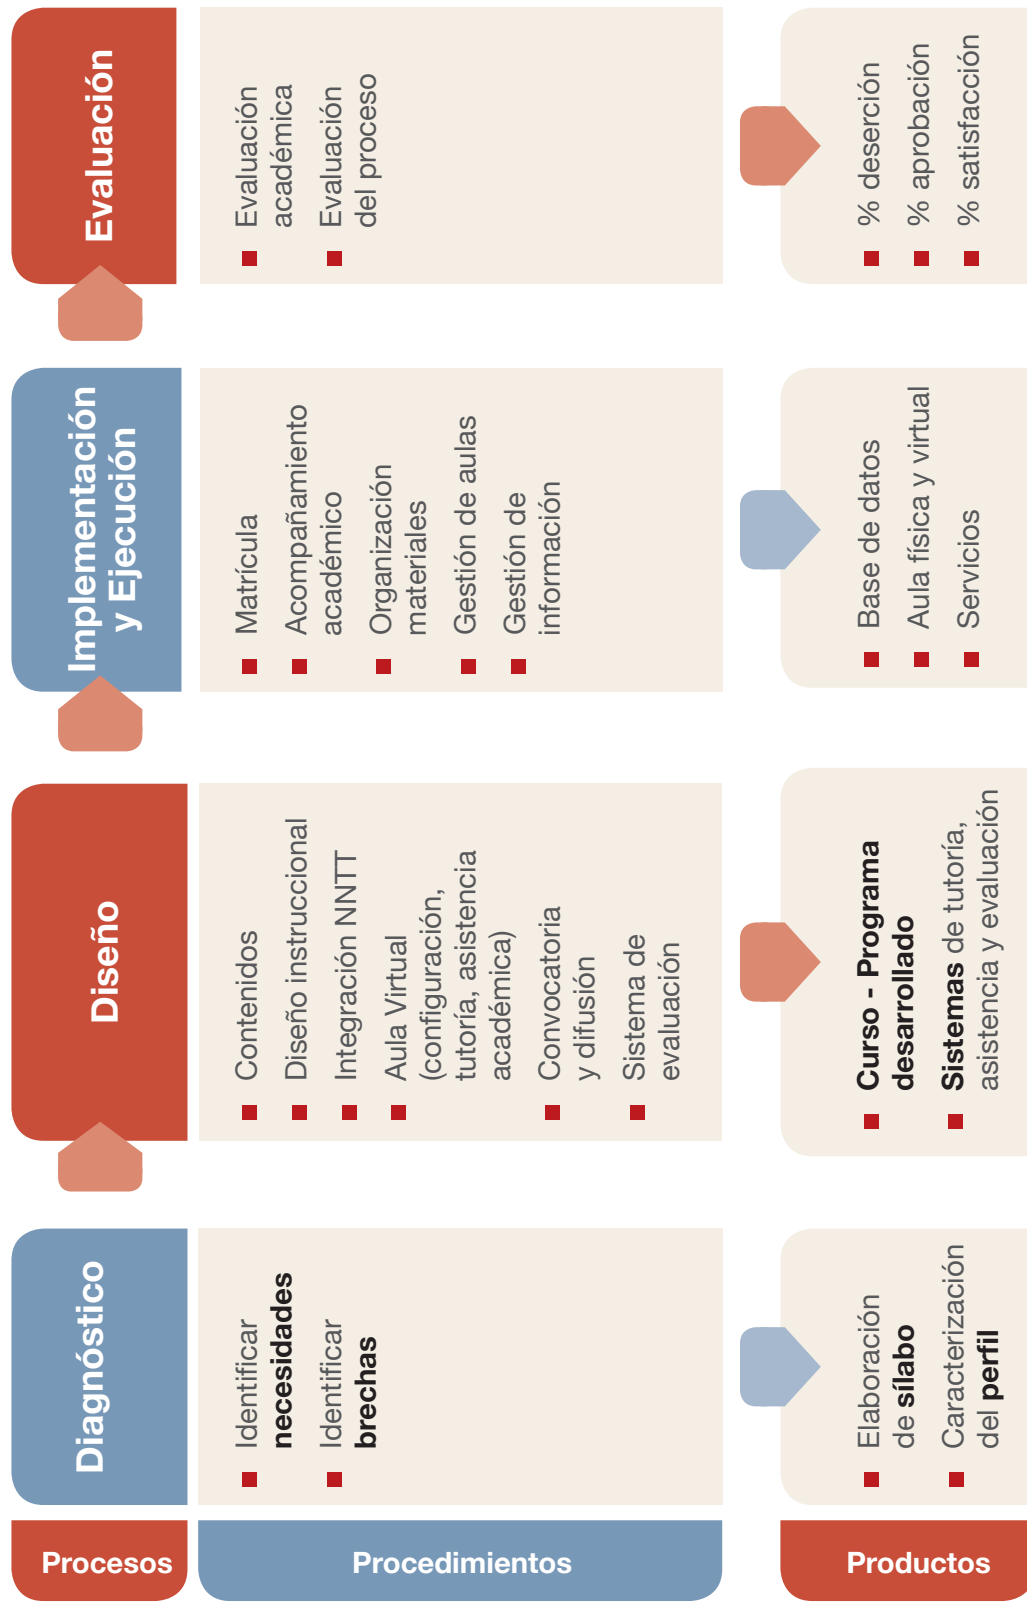 Procesos
Diagnóstico
Diseño
Implementación
y Ejecución
Evaluación
Procedimientos
Identificar
necesidades
Identificar
brechas
Contenidos
Diseño instruccional
Integración NNTT
Aula Virtual
(configuración,
tutoría, asistencia
académica)
Convocatoria
y difusión
Sistema de
evaluación
Matrícula
Acompañamiento
académico
Organización
materiales
Gestión de aulas
Gestión de
información
Evaluación
académica
Evaluación
del proceso
Productos
Elaboración
de sílabo
Caracterización
del perfil
Curso - Programa
desarrollado
Sistemas de tutoría,
asistencia y evaluación
Base de datos
Aula física y virtual
Servicios
% deserción
% aprobación
% satisfacción